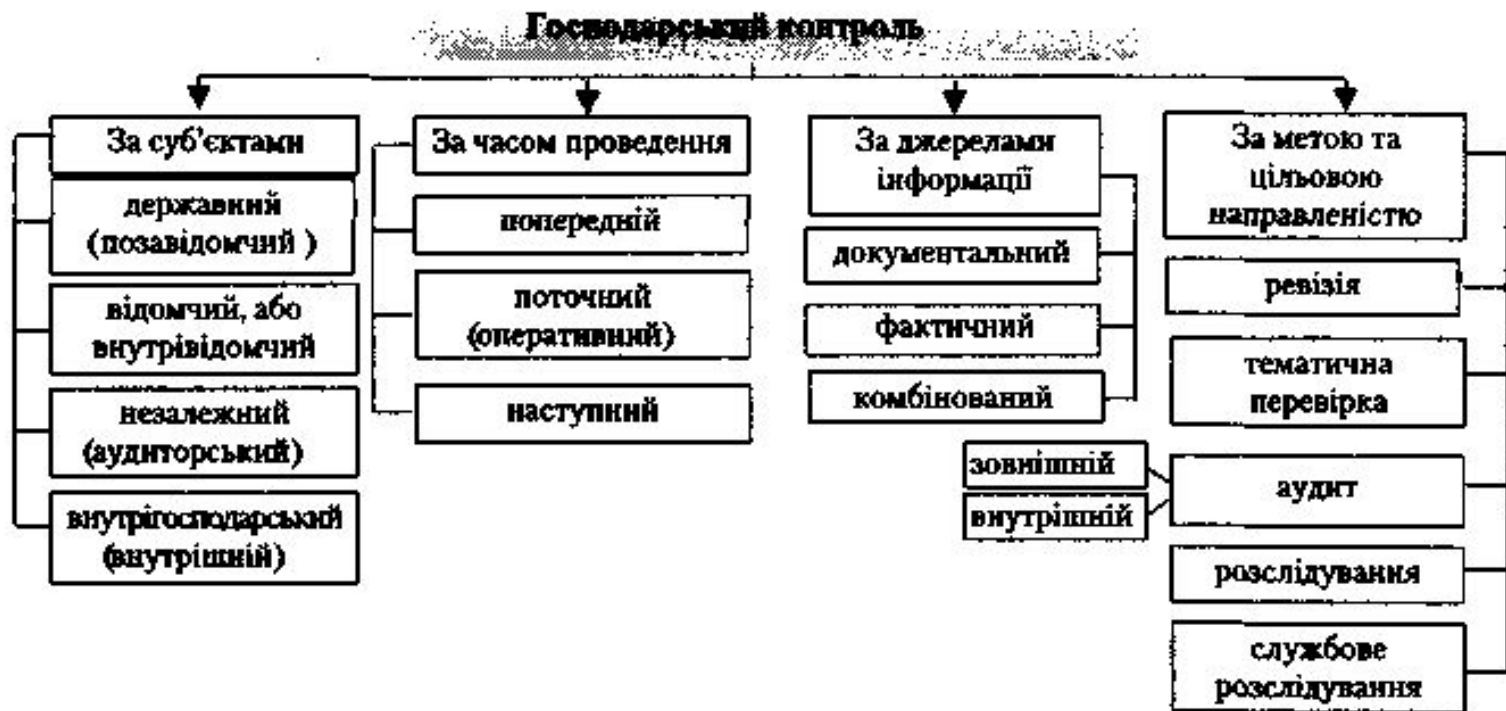 Господарський контроль
За суб'єктами
державний
(позавідомчий )
відомчий, або
внутрівідомчий
незалежний
(аудиторський)
внутрігосподарський
(внутрішній)
За часом проведення
попередній
поточний
(оперативний)
наступний
За джерелами
інформації
документальний
фактичний
комбінований
За метою та
цільовою
направленістю
ревізія
тематична
перевірка
зовнішній
внутрішній
аудит
розслідування
службове
розслідування